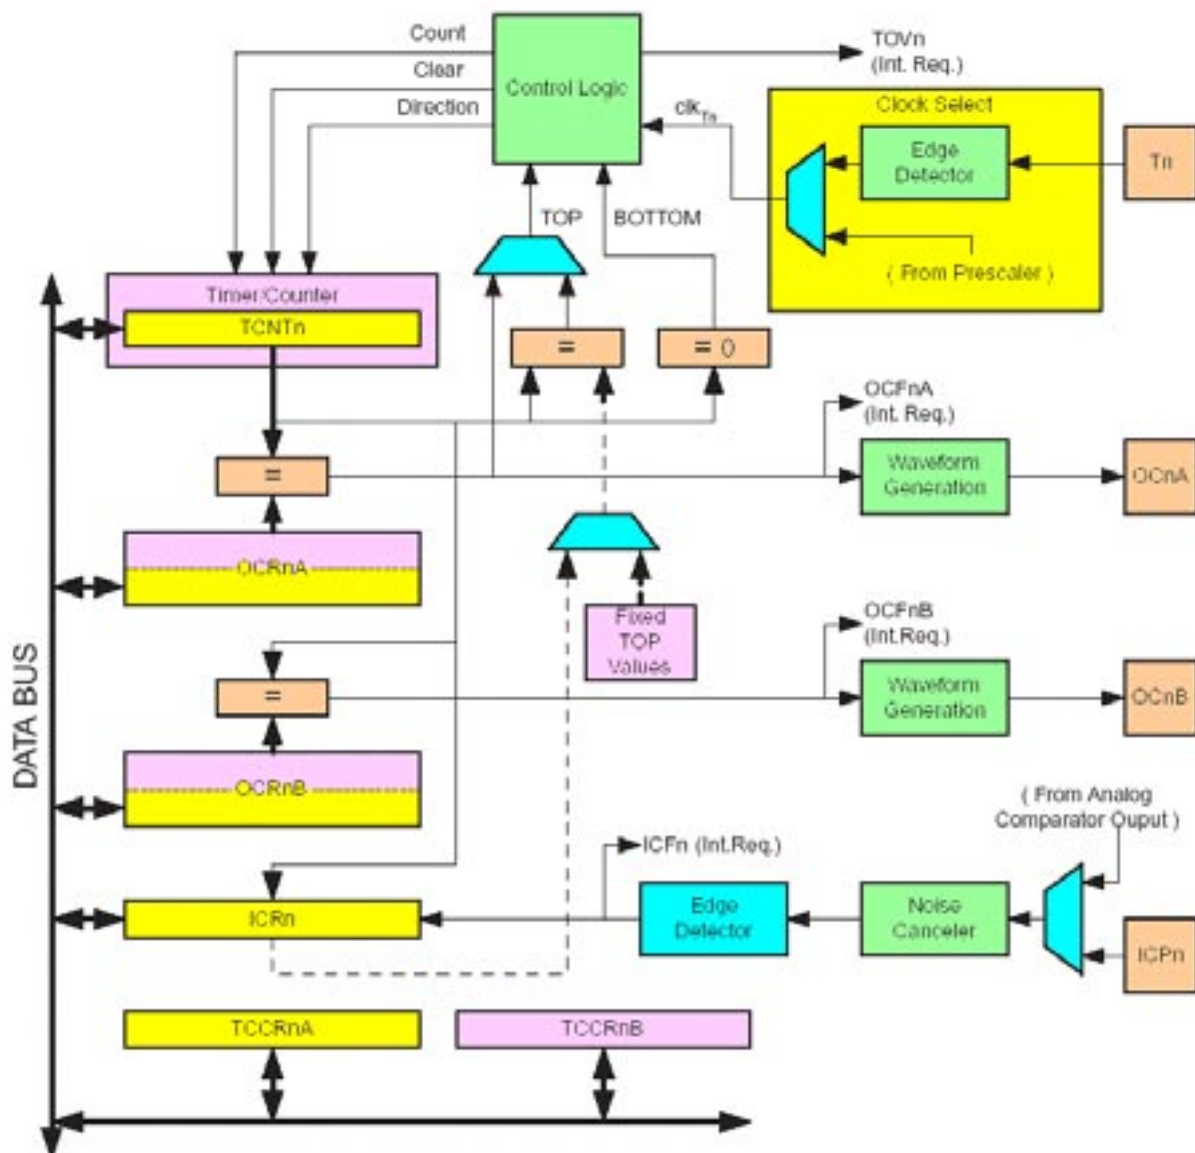 Count
Clear
Direction
Control Logic
TOVn
(Int. Req.)
clkTn
Clock Select
Edge
Detector
Tn
( From Prescaler )
TOP
BOTTOM
Timer/Counter
TCNTn
=
= 0
OCFnA
(Int. Req.)
=
Waveform
Generation
OCnA
OCRnA
Fixed
TOP
Values
OCFnB
(Int.Req.)
=
Waveform
Generation
OCnB
OCRnB
DATA BUS
( From Analog
Comparator Ouput )
ICFn (Int.Req.)
ICRn
Edge
Detector
Noise
Canceler
ICPn
TCCRnA
TCCRnB